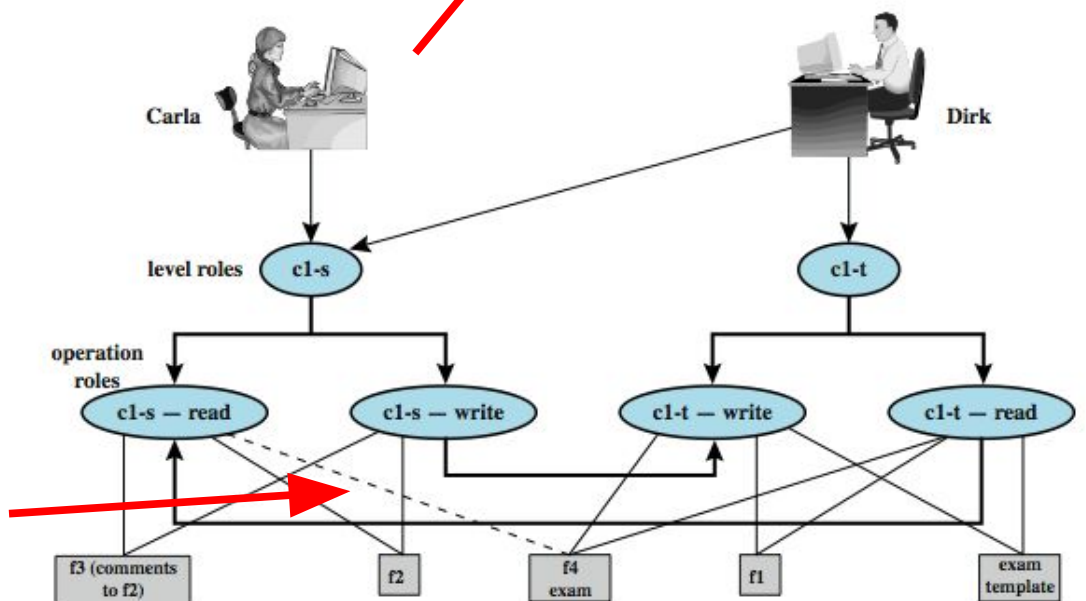 Carla
Dirk
level roles
c1-s
c1-t
operation
roles
c1-s — read
c1-s — write
c1-t — write
c1-t — read
f3 (comments
to f2)
f2
f4
exam
f1
exam
template